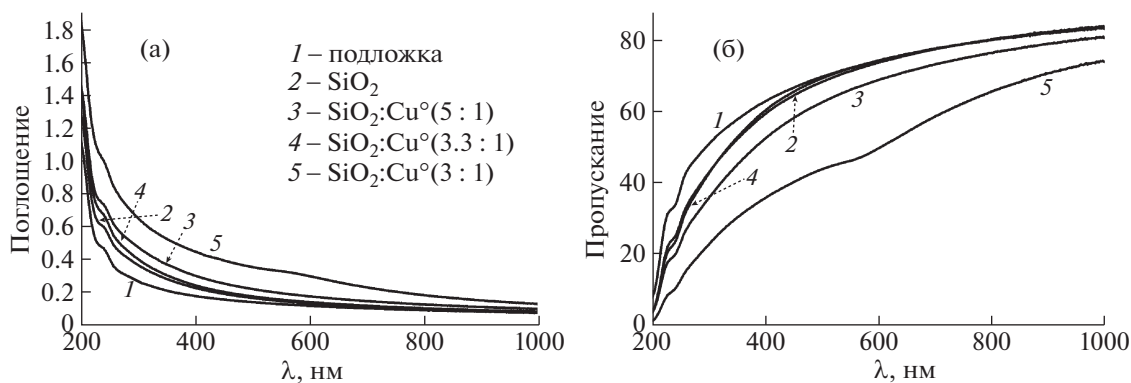 (а)
1 – подложка
2 – SiO₂
3 – SiO₂:Cu°(5 : 1)
4 – SiO₂:Cu°(3.3 : 1)
5 – SiO₂:Cu°(3 : 1)
Поглощение
1.8
1.6
1.4
1.2
1.0
0.8
0.6
0.4
0.2
0
4
2
3
5
1
200 400 600 800 1000
λ, нм
(б)
Пропускание
80
60
40
20
0
1
2
3
4
5
200 400 600 800 1000
λ, нм